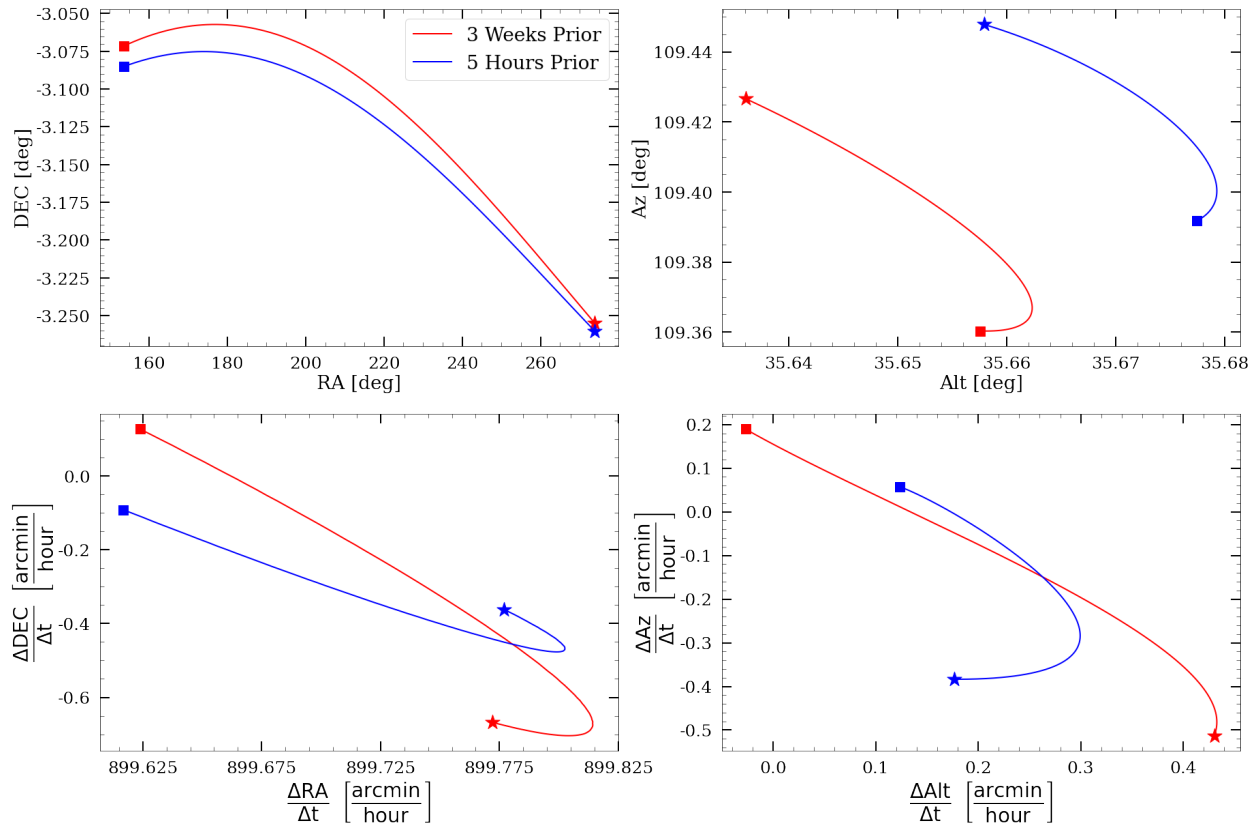 -3.050
-3.075
-3.100
-3.125
-3.150
-3.175
-3.200
-3.225
-3.250
DEC [deg]
3 Weeks Prior
5 Hours Prior
160 180 200 220 240 260
RA [deg]
109.44
109.42
109.40
109.38
109.36
Az [deg]
35.64 35.65 35.66 35.67 35.68
Alt [deg]
0.0
-0.2
-0.4
-0.6
ΔDEC
Δt
[arcmin
hour]
899.625 899.675 899.725 899.775 899.825
ΔRA
Δt
[arcmin
hour]
0.2
0.1
0.0
-0.1
-0.2
-0.3
-0.4
-0.5
ΔAz
Δt
[arcmin
hour]
0.0 0.1 0.2 0.3 0.4
ΔAlt
Δt
[arcmin
hour]